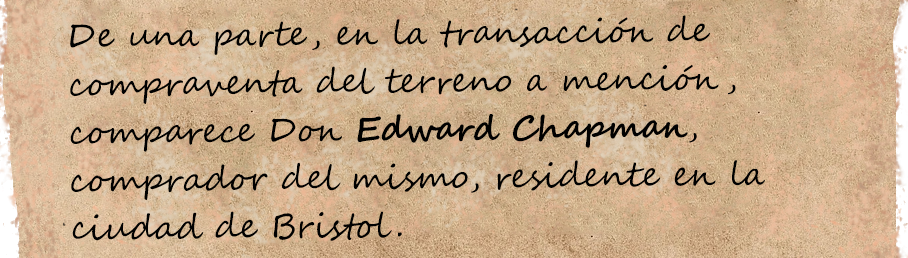 De una parte, en la transacción de
compraventa del terreno a mención,
comparece Don Edward Chapman,
comprador del mismo, residente en la
ciudad de Bristol.